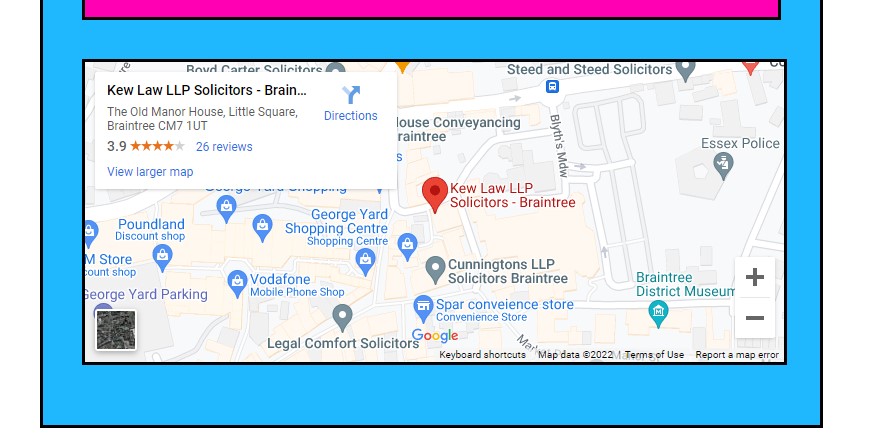 Boyd Carter Solicitors
Steed and Steed Solicitors
Kew Law LLP Solicitors - Brain...
The Old Manor House, Little Square,
Braintree CM7 1UT
3.9
26 reviews
View larger map
Directions
House Conveyancing
Braintree
Blyth's Mdw
Essex Police
Kew Law LLP
Solicitors - Braintree
George Yard Shopping
Poundland
Discount shop
George Yard
Shopping Centre
Shopping Centre
M Store
count shop
Vodafone
Mobile Phone Shop
Cunningtons LLP
Solicitors Braintree
Braintree
District Museum
George Yard Parking
Spar conveience store
Convenience Store
Legal Comfort Solicitors
Google
Keyboard shortcuts
Map data ©2022
Terms of Use
Report a map error